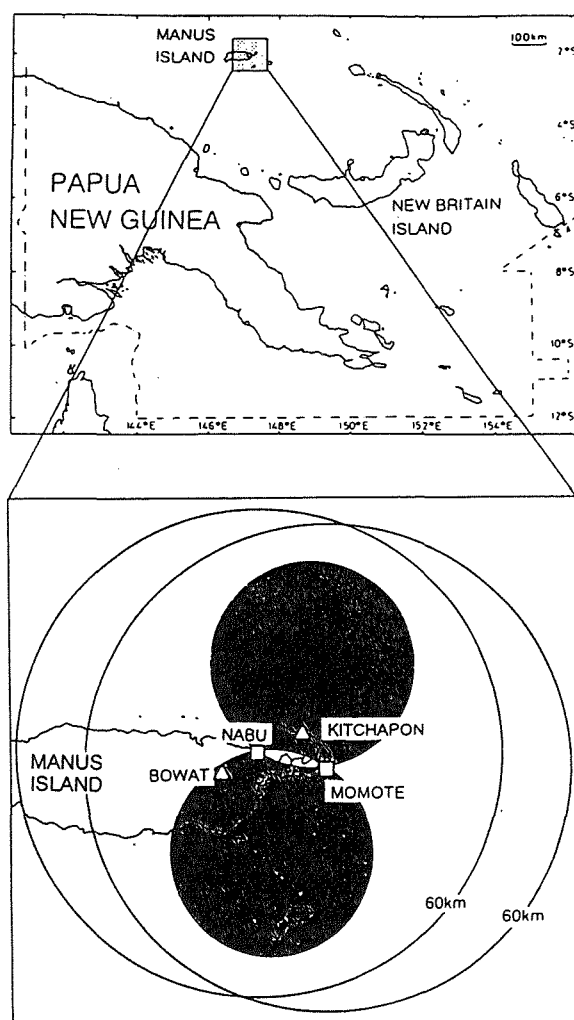 MANUS
ISLAND
100km
2°S
4°S
PAPUA
NEW GUINEA
6°S
NEW BRITAIN
ISLAND
8°S
10°S
12°S
144°E
146°E
148°E
150°E
152°E
154°E
NABU
KITCHAPON
MANUS
ISLAND
BOWAT
MOMOTE
60km
60km